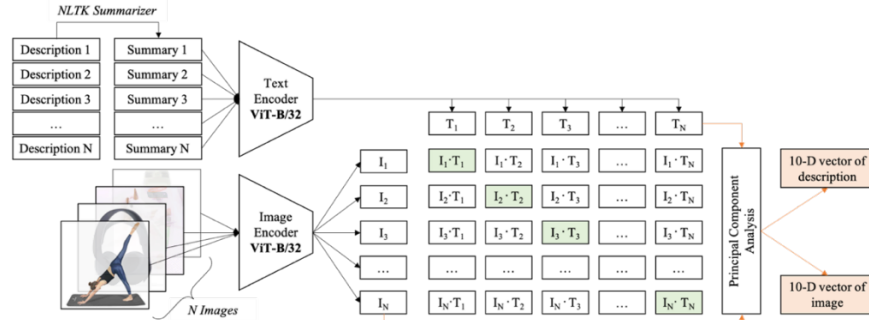 NLTK Summarizer
Description 1
Summary 1
Description 2
Summary 2
Description 3
Summary 3
…
…
Description N
Summary N
Text
Encoder
ViT-B/32
T1
T2
T3
…
TN
I1
I1·T1
I1·T2
I1·T3
…
I1·TN
I2
I2·T1
I2·T2
I2·T3
…
I2·TN
I3
I3·T1
I3·T2
I3·T3
…
I3·TN
…
…
…
…
…
…
IN
IN·T1
IN·T2
IN·T3
…
IN·TN
Image
Encoder
ViT-B/32
N Images
Principal Component
Analysis
10-D vector of
description
10-D vector of
image